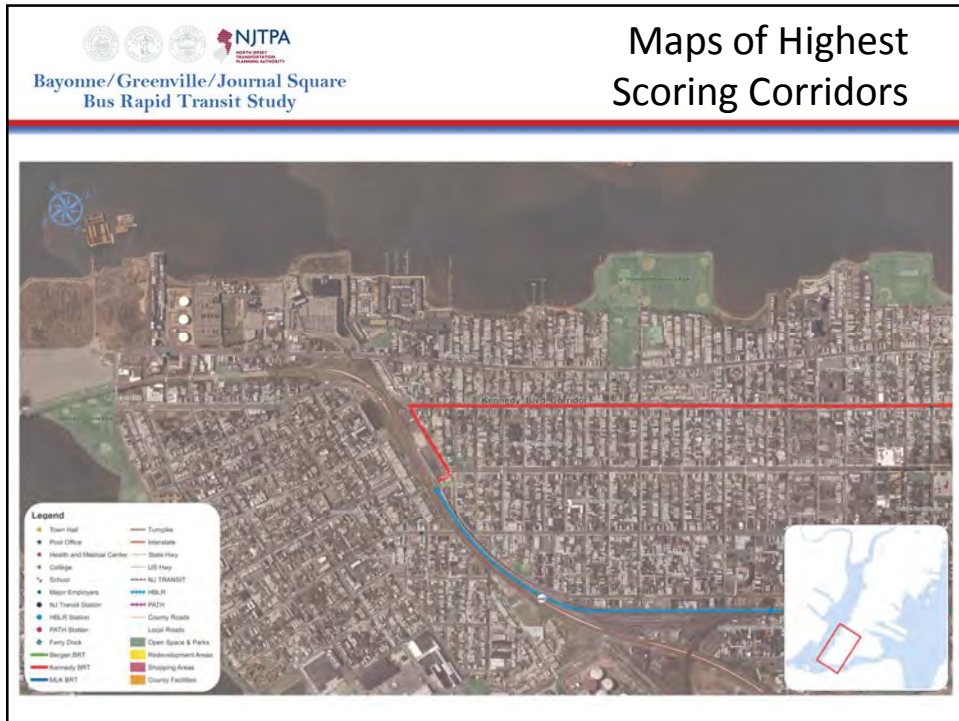 NJTPA
NORTH JERSEY
TRANSPORTATION
PLANNING AUTHORITY
Bayonne/Greenville/Journal Square
Bus Rapid Transit Study
Maps of Highest
Scoring Corridors
Kennedy Blvd Corridor
Legend
Town Hall
Post Office
Health and Medical Center
College
School
Major Employers
NJ Transit Station
HBLR Station
PATH Station
Ferry Dock
Bergen BRT
Kennedy BRT
MLK BRT
Turnpike
Interstate
State Hwy
US Hwy
NJ TRANSIT
HBLR
PATH
County Roads
Local Roads
Open Space & Parks
Redevelopment Areas
Shopping Areas
County Facilities